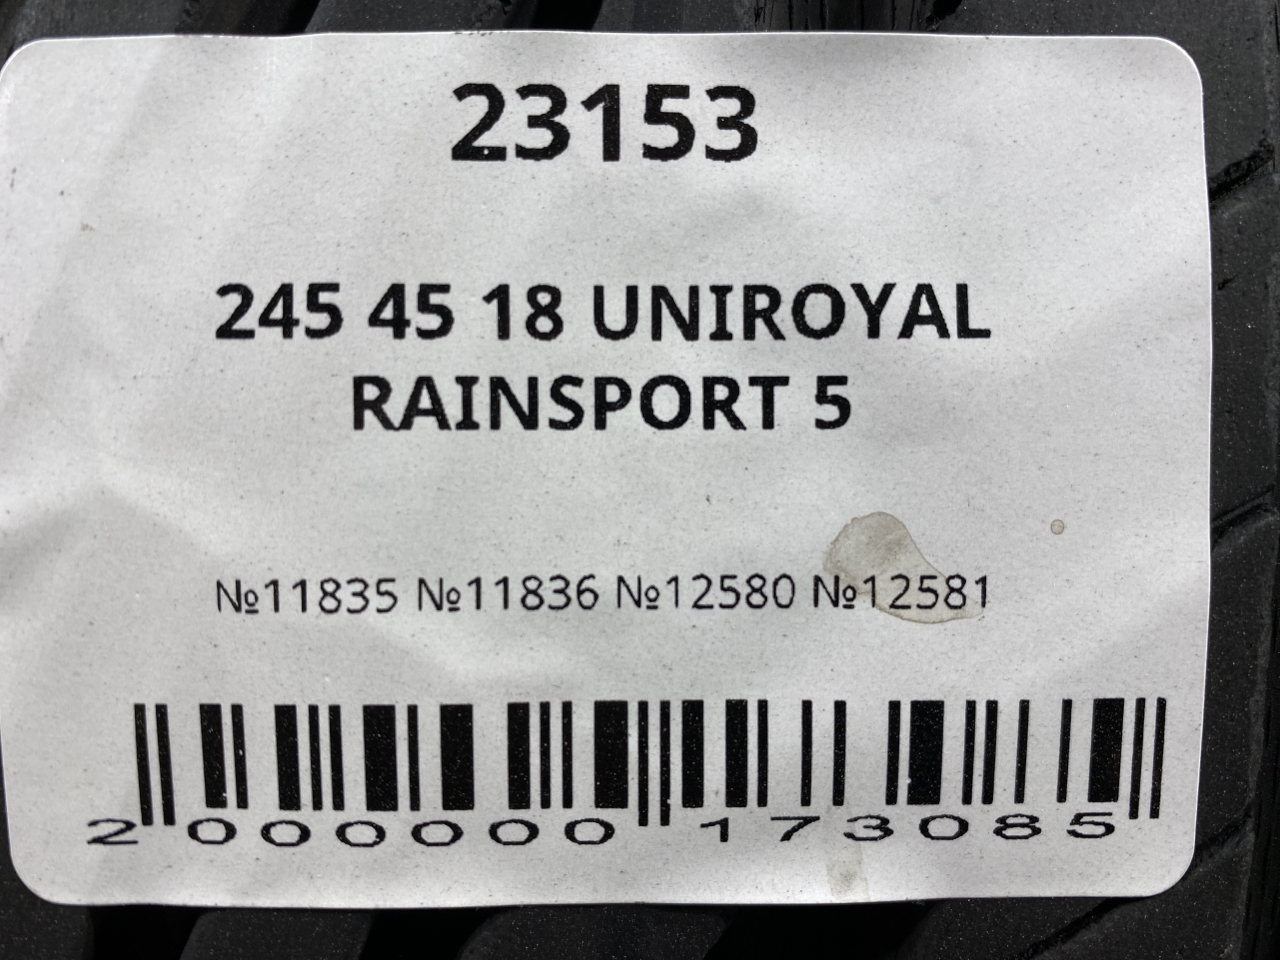 23153
245 45 18 UNIROYAL
RAINSPORT 5
№11835 №11836 №12580 №12581
2 000000 173085